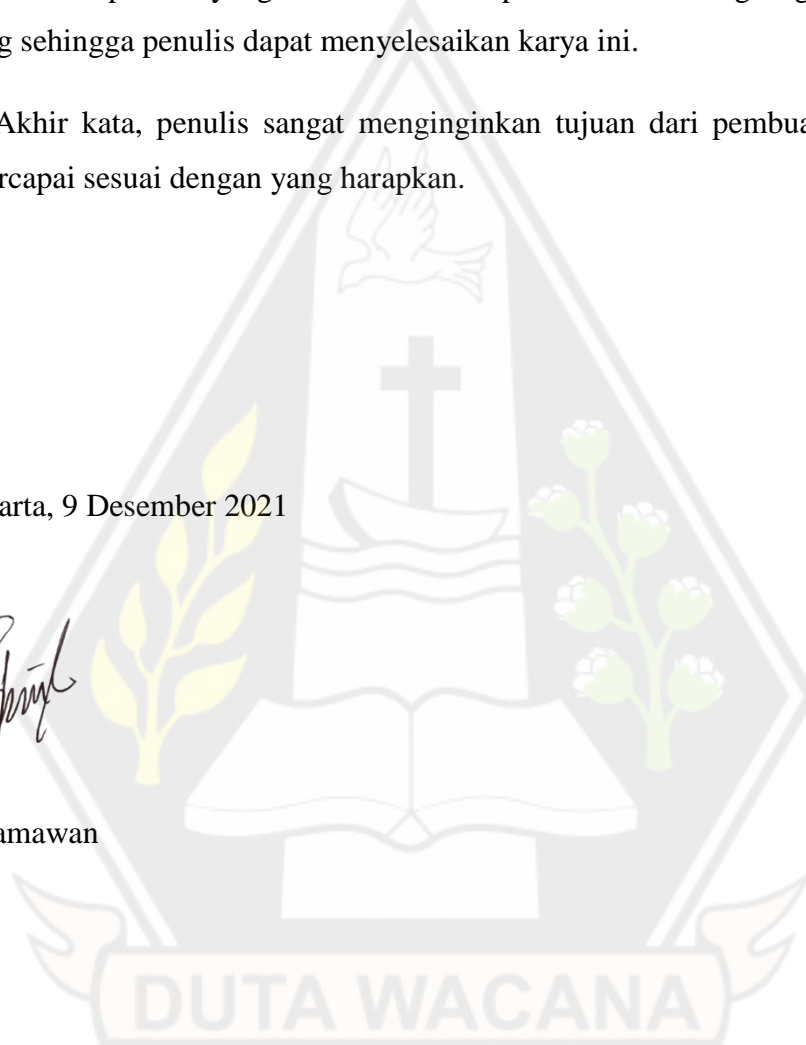 sehingga penulis dapat menyelesaikan karya ini.
Akhir kata, penulis sangat menginginkan tujuan dari pembua
rcapai sesuai dengan yang harapkan.
arta, 9 Desember 2021
amawan
DUTA WACANA